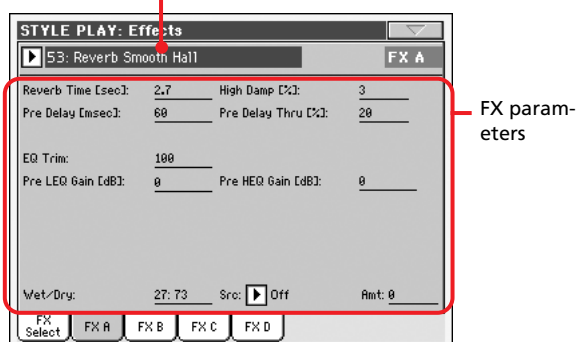 STYLE PLAY: Effects
53: Reverb Smooth Hall FX A
Reverb Time [sec]: 2.7 High Damp [%]: 3
Pre Delay [msec]: 60 Pre Delay Thru [%]: 20
EQ Trim: 100
Pre LEQ Gain [dB]: 0 Pre HEQ Gain [dB]: 0
Wet/Dry: 27:73 Src: Off Amt: 0
FX Select FX A FX B FX C FX D
FX param-
eters